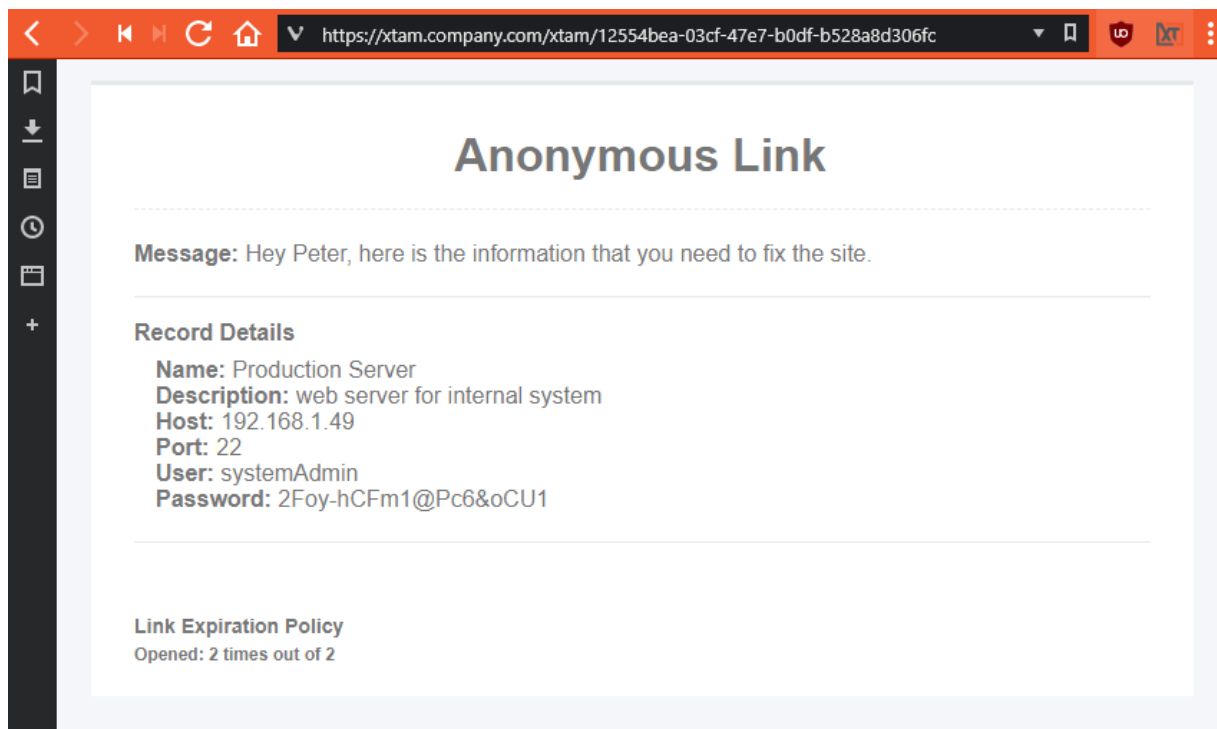 https://xtam.company.com/xtam/12554bea-03cf-47e7-b0df-b528a8d306fc
Anonymous Link
Message: Hey Peter, here is the information that you need to fix the site.
Record Details
Name: Production Server
Description: web server for internal system
Host: 192.168.1.49
Port: 22
User: systemAdmin
Password: 2Foy-hCFm1@Pc6&oCU1
Link Expiration Policy
Opened: 2 times out of 2